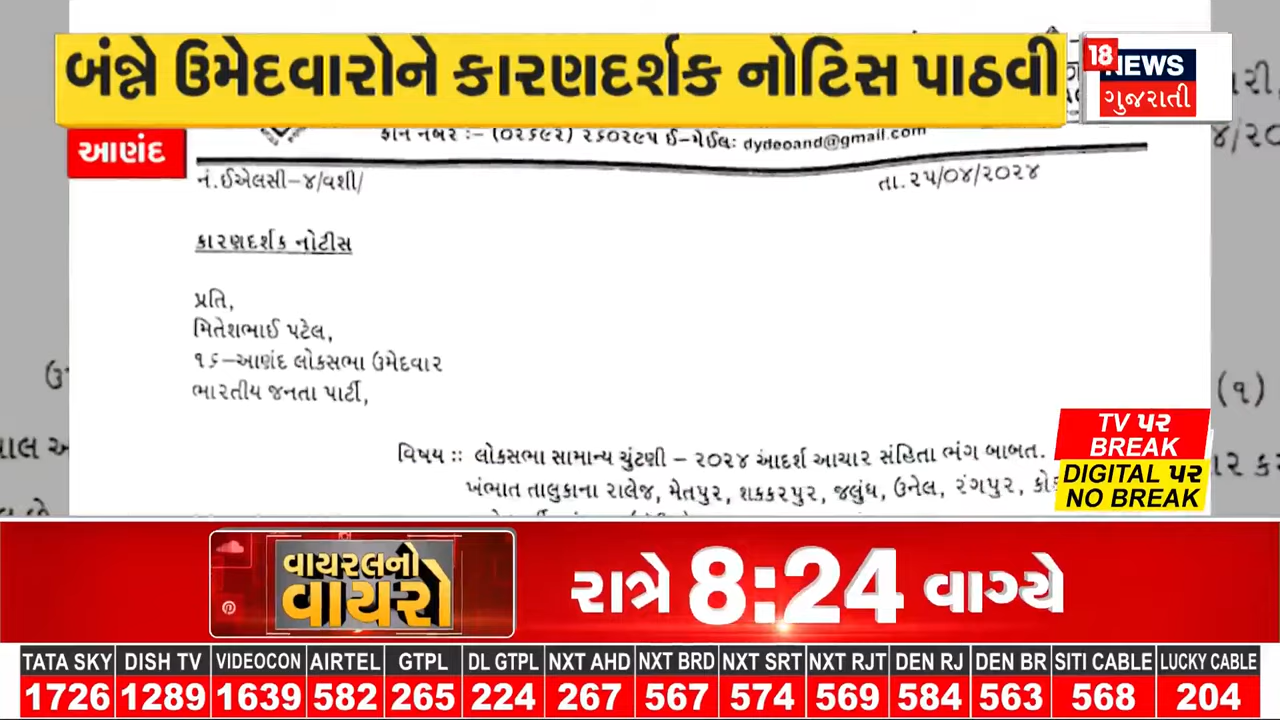 બંન્ને ઉમેદવારોને કારણદર્શક નોટિસ પાઠવી
18
NEWS
ગુજરાતી
આણંદ
ફોન નંબર :– (૦૨૬૯૨) ૨૬૦૨૯૫ ઈ–મેઈલ: dydeoand@gmail.com
નં.ઈએલસી–૪/વશી/
તા.૨૫/૦૪/૨૦૨૪
કારણદર્શક નોટીસ
પ્રતિ,
મિતેશભાઈ પટેલ,
૧૬–આણંદ લોકસભા ઉમેદવાર
ભારતીય જનતા પાર્ટી,
(૧)
વિષય :: લોકસભા સામાન્ય ચુંટણી – ૨૦૨૪ આદર્શ આચાર સંહિતા ભંગ બાબત.
ખંભાત તાલુકાના રાલેજ, મેતપુર, શકકરપુર, જલુંધ, ઉનેલ, રંગપુર,
TV પર
BREAK
DIGITAL પર
NO BREAK
વાયરલનો
વાયરો
રાત્રે 8:24 વાગ્યે
TATA SKY DISH TV VIDEOCON AIRTEL GTPL DL GTPL NXT AHD NXT BRD NXT SRT NXT RJT DEN RJ DEN BR SITI CABLE LUCKY CABLE
1726 1289 1639 582 265 224 267 567 574 569 584 563 568 204